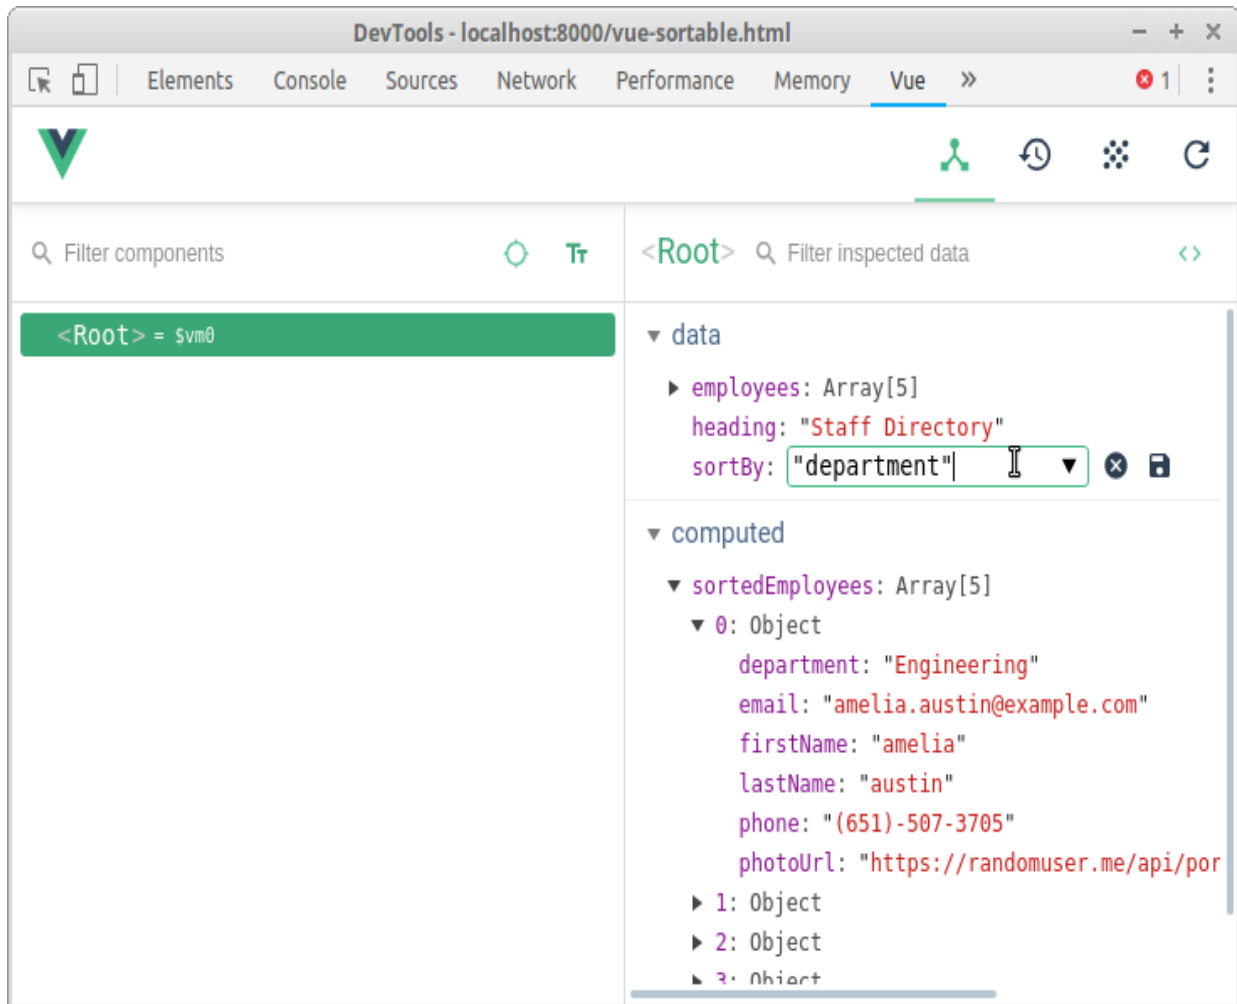 DevTools - localhost:8000/vue-sortable.html
Elements Console Sources Network Performance Memory Vue » 1
Filter components
<Root> = $vm0
<Root> Filter inspected data <>
data
employees: Array[5]
heading: "Staff Directory"
sortBy: "department"
computed
sortedEmployees: Array[5]
0: Object
department: "Engineering"
email: "amelia.austin@example.com"
firstName: "amelia"
lastName: "austin"
phone: "(651)-507-3705"
photoUrl: "https://randomuser.me/api/por
1: Object
2: Object
3: Object